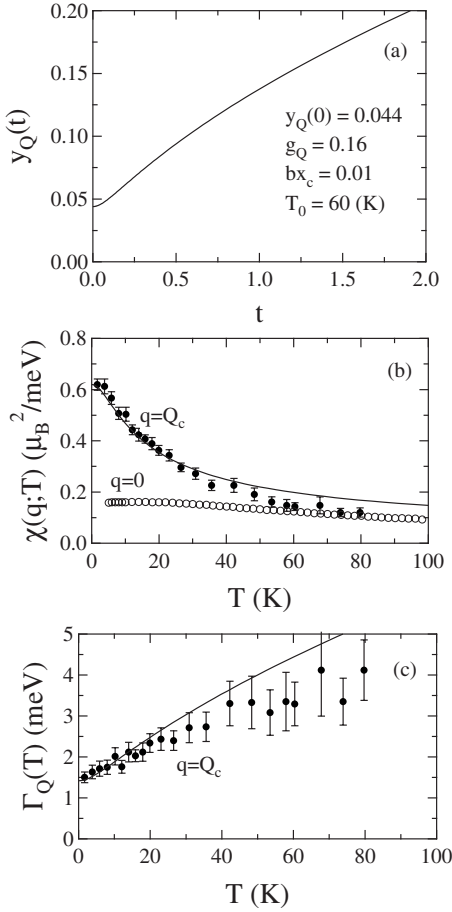 0.20
(a)
0.15
y_Q(t)
0.10
y_Q(0) = 0.044
g_Q = 0.16
bx_c = 0.01
0.05
T_0 = 60 (K)
0.00
0.0 0.5 1.0 1.5 2.0
t
0.8
(b)
0.6
χ(q;T) (μ_B^2/meV)
q=Q_c
0.4
q=0
0.2
0.0
0 20 40 60 80 100
T (K)
5
(c)
4
Γ_Q(T) (meV)
3
2
q=Q_c
1
0
0 20 40 60 80 100
T (K)